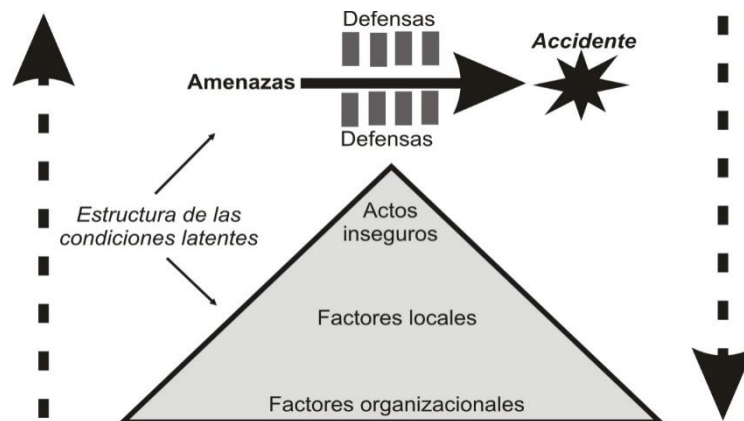 Defensas
Accidente
Amenazas
Defensas
Estructura de las
condiciones latentes
Actos
inseguros
Factores locales
Factores organizacionales